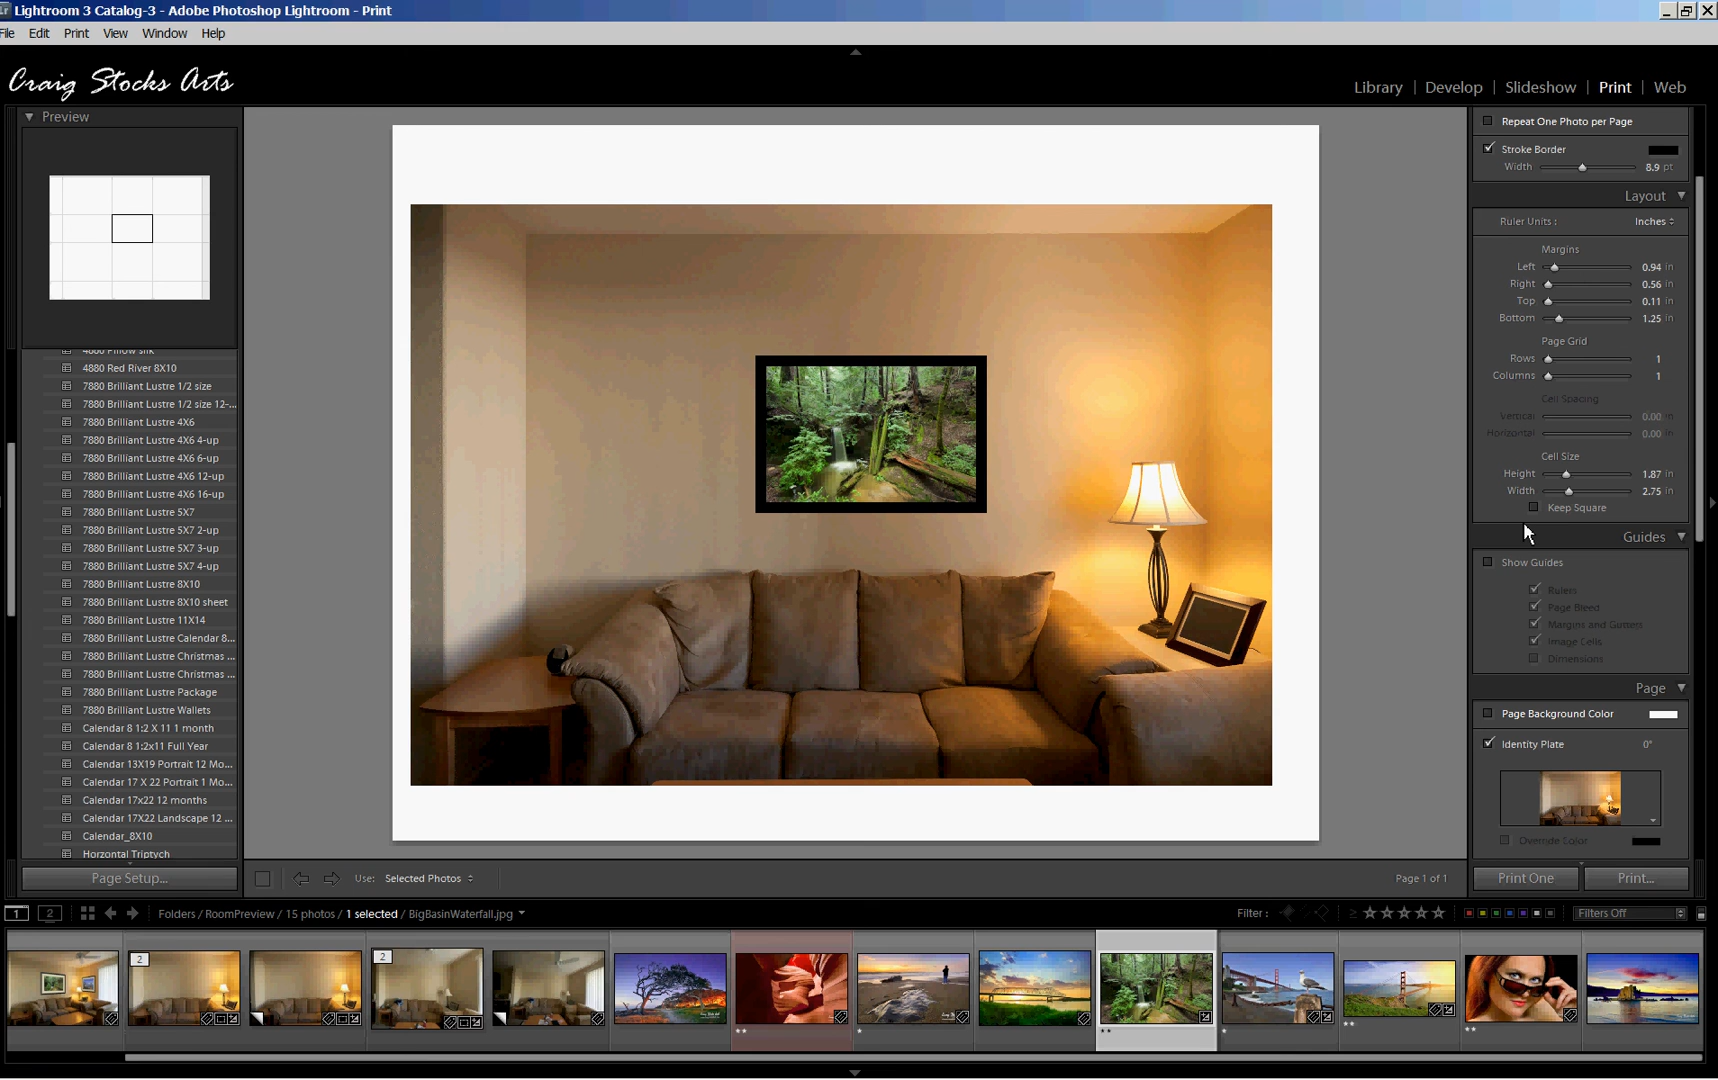 Lightroom 3 Catalog-3 - Adobe Photoshop Lightroom - Print
File Edit Print View Window Help
Craig Stocks Arts
Library | Develop | Slideshow | Print | Web
Preview
4880 Pillow silk
4880 Red River 8X10
7880 Brilliant Lustre 1/2 size
7880 Brilliant Lustre 1/2 size 12-...
7880 Brilliant Lustre 4X6
7880 Brilliant Lustre 4X6 4-up
7880 Brilliant Lustre 4X6 6-up
7880 Brilliant Lustre 4X6 12-up
7880 Brilliant Lustre 4X6 16-up
7880 Brilliant Lustre 5X7
7880 Brilliant Lustre 5X7 2-up
7880 Brilliant Lustre 5X7 3-up
7880 Brilliant Lustre 5X7 4-up
7880 Brilliant Lustre 8X10
7880 Brilliant Lustre 8X10 sheet
7880 Brilliant Lustre 11X14
7880 Brilliant Lustre Calendar 8...
7880 Brilliant Lustre Christmas ...
7880 Brilliant Lustre Christmas ...
7880 Brilliant Lustre Package
7880 Brilliant Lustre Wallets
Calendar 8 1:2 X 11 1 month
Calendar 8 1:2x11 Full Year
Calendar 13X19 Portrait 12 Mo...
Calendar 17 X 22 Portrait 1 Mo...
Calendar 17x22 12 months
Calendar 17X22 Landscape 12 ...
Calendar_8X10
Horzontal Triptych
Page Setup...
Repeat One Photo per Page
Stroke Border
Width 8.9 pt
Layout
Ruler Units : Inches
Margins
Left 0.94 in
Right 0.56 in
Top 0.11 in
Bottom 1.25 in
Page Grid
Rows 1
Columns 1
Cell Spacing
Vertical 0.00 in
Horizontal 0.00 in
Cell Size
Height 1.87 in
Width 2.75 in
Keep Square
Guides
Show Guides
Rulers
Page Bleed
Margins and Gutters
Image Cells
Dimensions
Page
Page Background Color
Identity Plate 0°
Override Color
Print One Print...
Use: Selected Photos
Page 1 of 1
1 2 Folders / RoomPreview / 15 photos / 1 selected / BigBasinWaterfall.jpg
Filter : ≥ ★★★★★ Filters Off
2 2